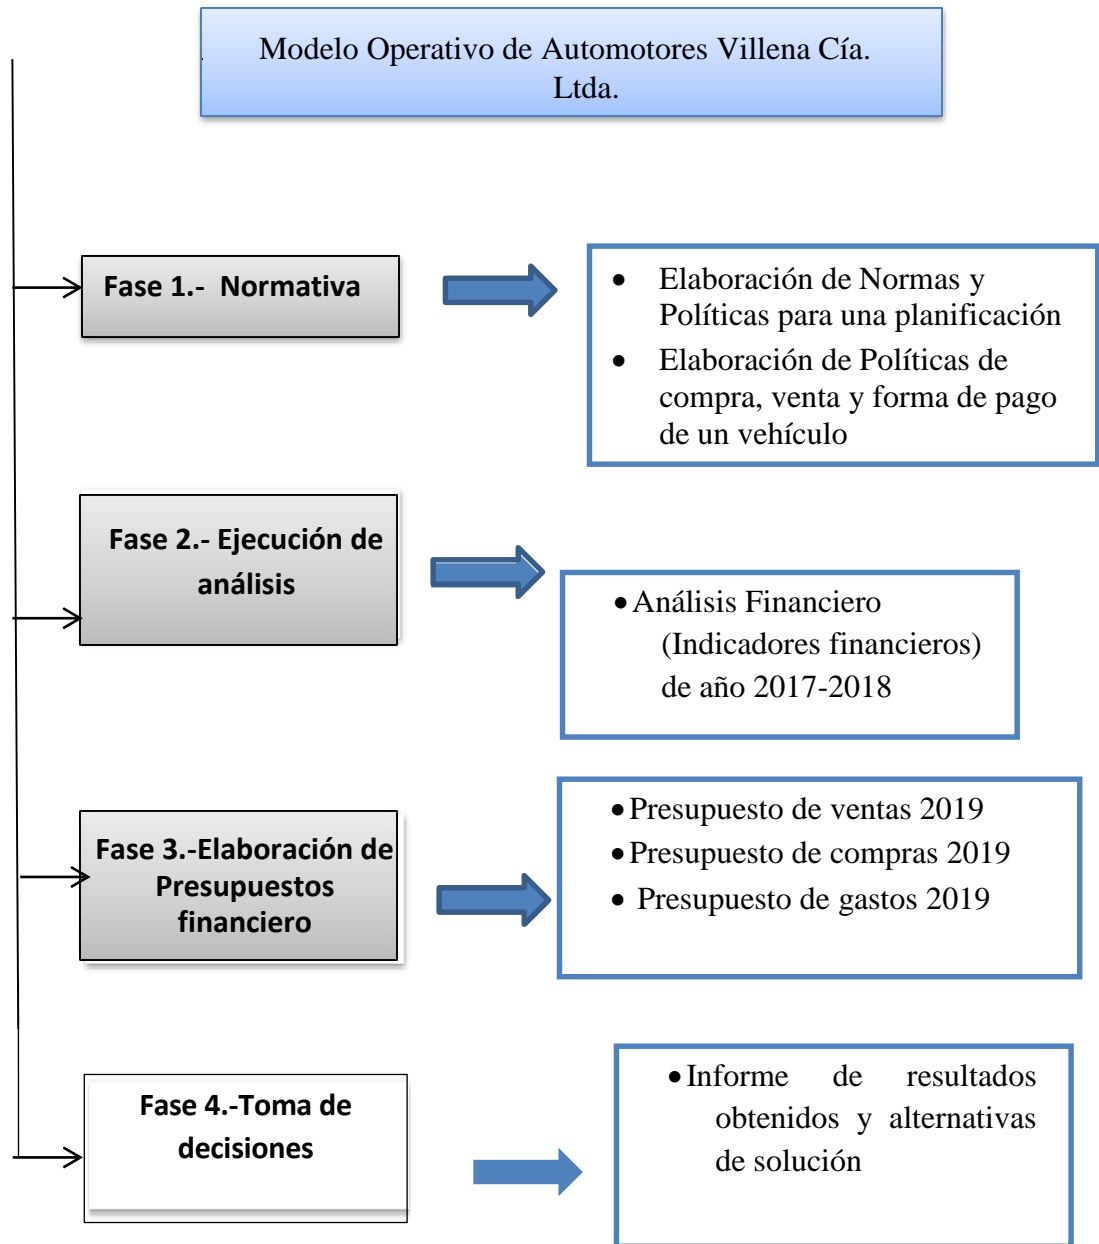 Modelo Operativo de Automotores Villena Cía.
Ltda.
Fase 1.- Normativa
• Elaboración de Normas y
Políticas para una planificación
• Elaboración de Políticas de
compra, venta y forma de pago
de un vehículo
Fase 2.- Ejecución de
análisis
• Análisis Financiero
(Indicadores financieros)
de año 2017-2018
Fase 3.-Elaboración de
Presupuestos
financiero
• Presupuesto de ventas 2019
• Presupuesto de compras 2019
• Presupuesto de gastos 2019
Fase 4.-Toma de
decisiones
• Informe de resultados
obtenidos y alternativas
de solución